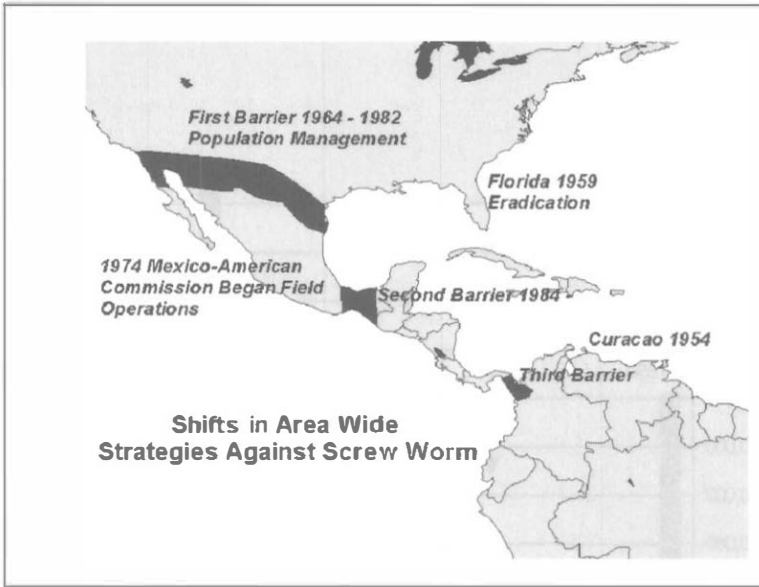 First Barrier 1964 - 1982
Population Management
Florida 1959
Eradication
1974 Mexico-American
Commission Began Field
Operations
Second Barrier 1984 -
Curacao 1954
Third Barrier
Shifts in Area Wide
Strategies Against Screw Worm